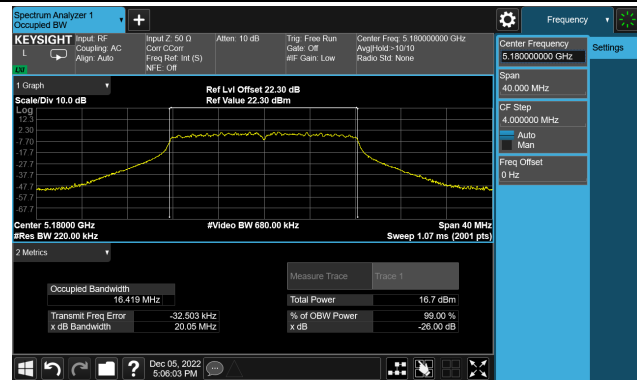 Spectrum Analyzer 1
Occupied BW
+
Frequency
KEYSIGHT
L
LXI
Input: RF
Coupling: AC
Align: Auto
Input Z: 50 Ω
Corr CCorr
Freq Ref: Int (S)
NFE: Off
Atten: 10 dB
Trig: Free Run
Gate: Off
#IF Gain: Low
Center Freq: 5.180000000 GHz
Avg|Hold:>10/10
Radio Std: None
Center Frequency
5.180000000 GHz
Settings
Span
40.000 MHz
CF Step
4.000000 MHz
Auto
Man
Freq Offset
0 Hz
1 Graph
Scale/Div 10.0 dB
Ref Lvl Offset 22.30 dB
Ref Value 22.30 dBm
Log
12.3
2.30
-7.70
-17.7
-27.7
-37.7
-47.7
-57.7
-67.7
Center 5.18000 GHz
#Video BW 680.00 kHz
Span 40 MHz
#Res BW 220.00 kHz
Sweep 1.07 ms (2001 pts)
2 Metrics
Measure Trace
Trace 1
Occupied Bandwidth
16.419 MHz
Total Power
16.7 dBm
Transmit Freq Error
-32.503 kHz
% of OBW Power
99.00 %
x dB Bandwidth
20.05 MHz
x dB
-26.00 dB
?
Dec 05, 2022
5:06:03 PM